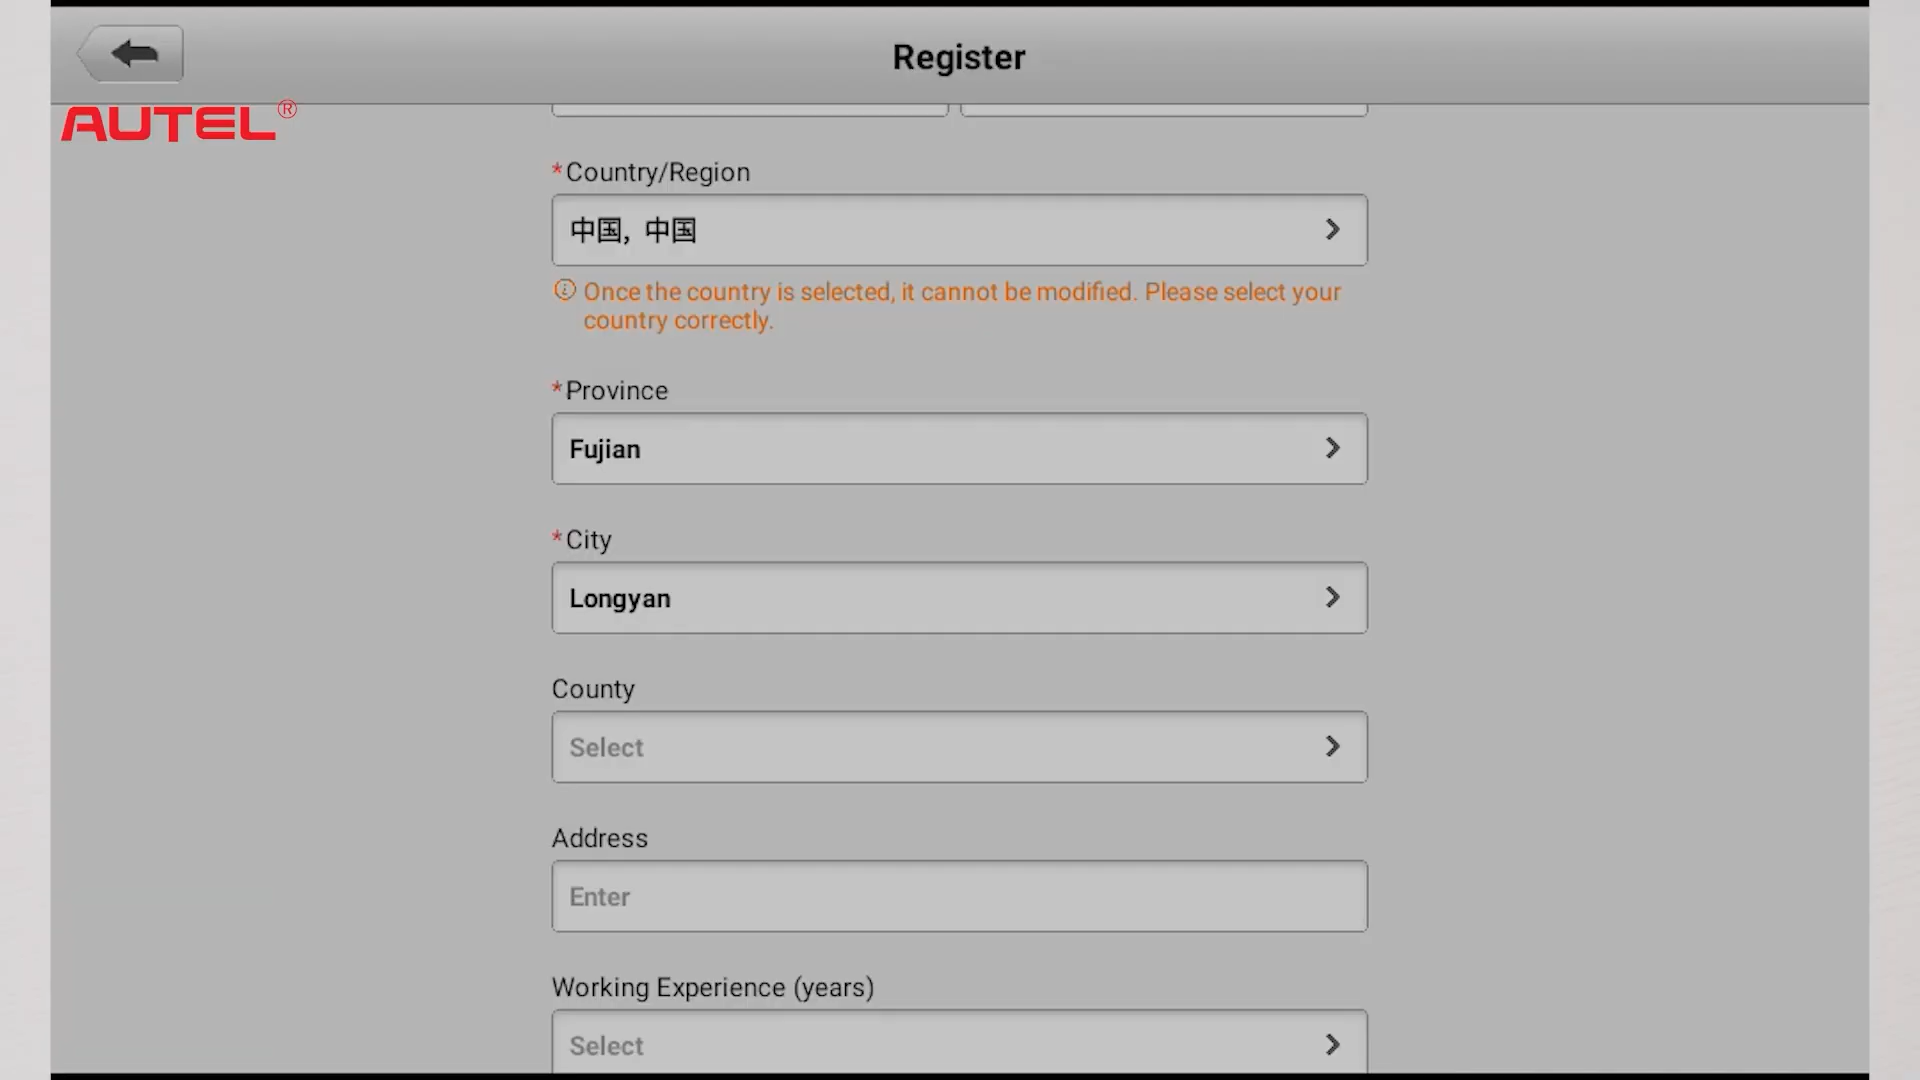 Register
AUTEL®
*Country/Region
中国, 中国
Once the country is selected, it cannot be modified. Please select your
country correctly.
*Province
Fujian
*City
Longyan
County
Select
Address
Enter
Working Experience (years)
Select